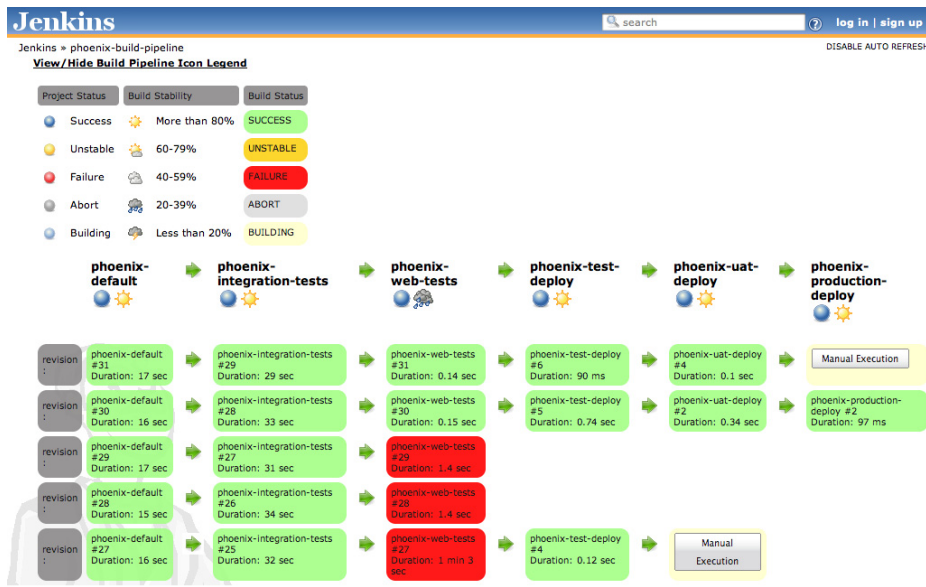 Jenkins
search
? log in | sign up
Jenkins » phoenix-build-pipeline
DISABLE AUTO REFRESH
View/Hide Build Pipeline Icon Legend
Project Status Build Stability Build Status
Success More than 80% SUCCESS
Unstable 60-79% UNSTABLE
Failure 40-59% FAILURE
Abort 20-39% ABORT
Building Less than 20% BUILDING
phoenix- phoenix- phoenix- phoenix-test- phoenix-uat- phoenix-
default integration-tests web-tests deploy deploy production-
deploy
phoenix-default phoenix-integration-tests phoenix-web-tests phoenix-test-deploy phoenix-uat-deploy
revision #31 #29 #31 #6 #4 Manual Execution
: Duration: 17 sec Duration: 29 sec Duration: 0.14 sec Duration: 90 ms Duration: 0.1 sec
phoenix-default phoenix-integration-tests phoenix-web-tests phoenix-test-deploy phoenix-uat-deploy phoenix-production-
revision #30 #28 #30 #5 #2 deploy #2
: Duration: 16 sec Duration: 33 sec Duration: 0.15 sec Duration: 0.74 sec Duration: 0.34 sec Duration: 97 ms
phoenix-default phoenix-integration-tests phoenix-web-tests
revision #29 #27 #29
: Duration: 17 sec Duration: 31 sec Duration: 1.4 sec
phoenix-default phoenix-integration-tests phoenix-web-tests
revision #28 #26 #28
: Duration: 15 sec Duration: 34 sec Duration: 1.4 sec
phoenix-default phoenix-integration-tests phoenix-web-tests phoenix-test-deploy Manual
revision #27 #25 #27 #4 Execution
: Duration: 16 sec Duration: 32 sec Duration: 1 min 3 Duration: 0.12 sec
sec